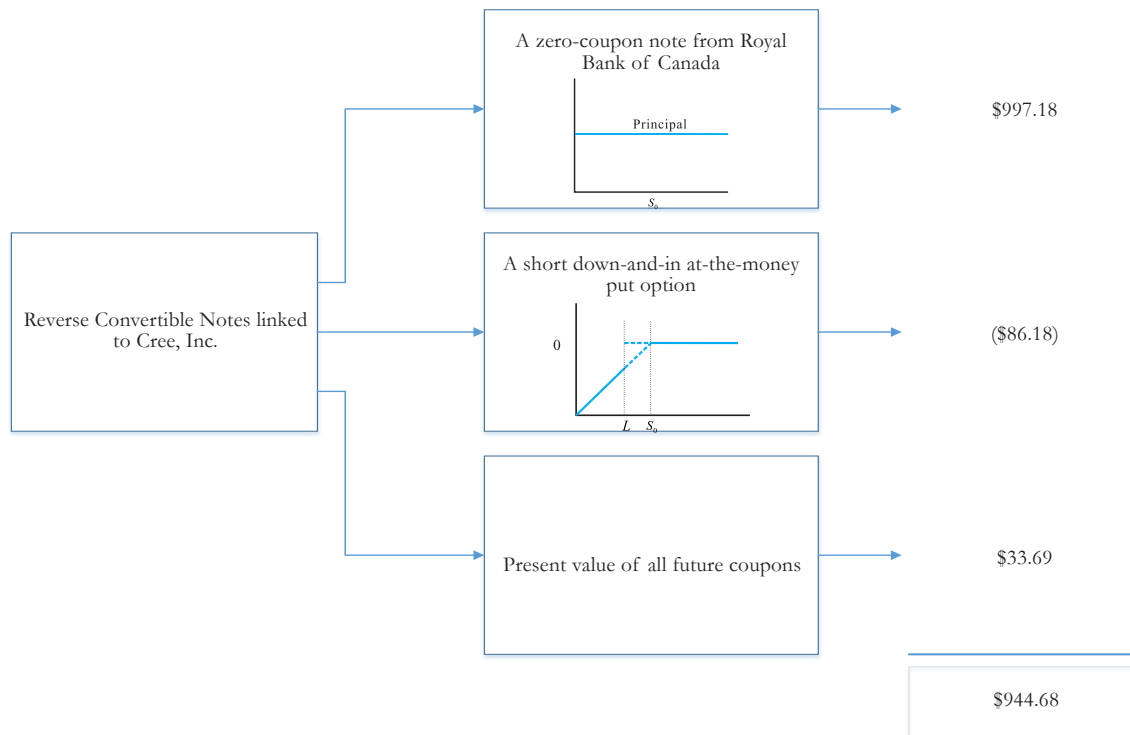 A zero-coupon note from Royal
Bank of Canada
Principal
S₀
$997.18
Reverse Convertible Notes linked
to Cree, Inc.
A short down-and-in at-the-money
put option
0
L S₀
($86.18)
Present value of all future coupons
$33.69
$944.68